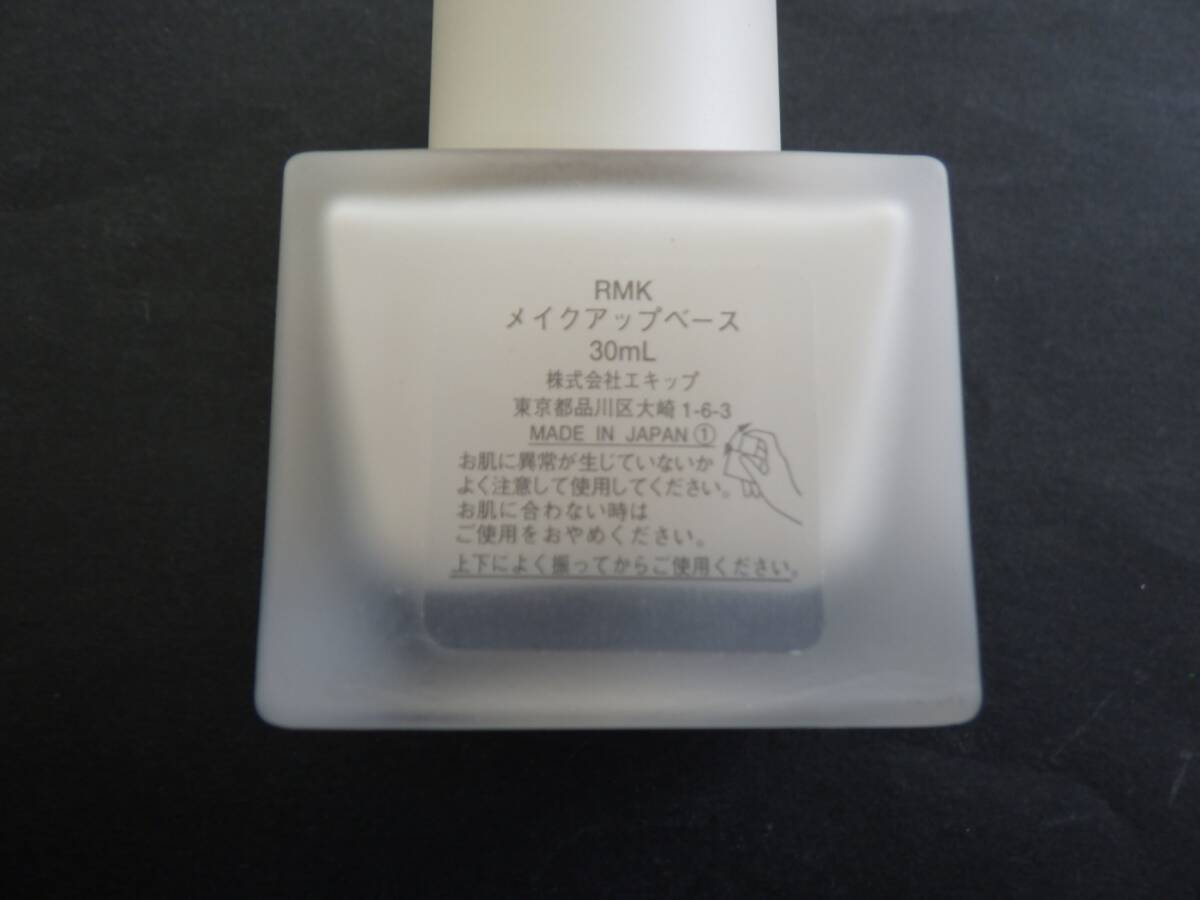 RMK
メイクアップベース
30mL
株式会社エキップ
東京都品川区大崎1-6-3
MADE IN JAPAN①
お肌に異常が生じていないか
よく注意して使用してください。
お肌に合わない時は
ご使用をおやめください。
上下によく振ってからご使用ください。